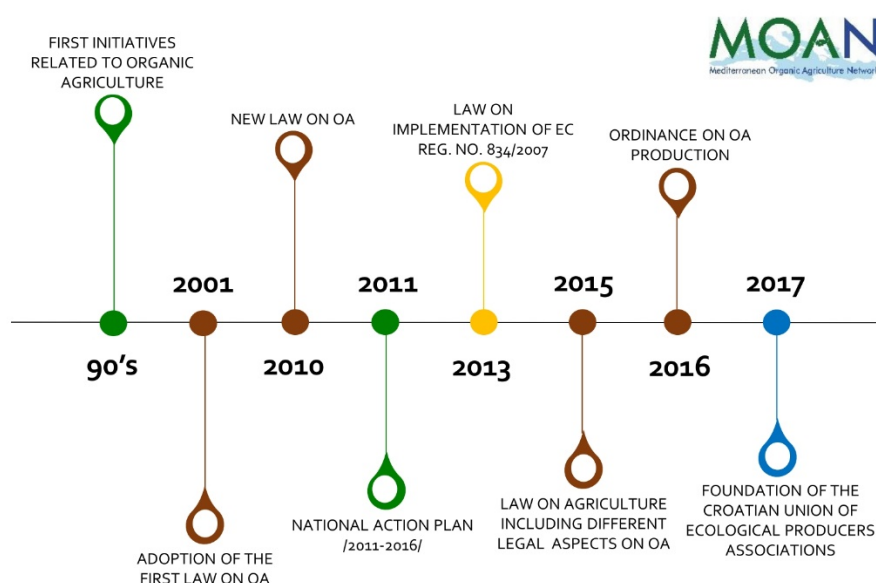 MOAN
Mediterranean Organic Agriculture Network
FIRST INITIATIVES
RELATED TO ORGANIC
AGRICULTURE
NEW LAW ON OA
LAW ON
IMPLEMENTATION OF EC
REG. NO. 834/2007
ORDINANCE ON OA
PRODUCTION
2001
2011
2015
2017
90's
2010
2013
2016
ADOPTION OF THE
FIRST LAW ON OA
NATIONAL ACTION PLAN
/2011-2016/
LAW ON AGRICULTURE
INCLUDING DIFFERENT
LEGAL ASPECTS ON OA
FOUNDATION OF THE
CROATIAN UNION OF
ECOLOGICAL PRODUCERS
ASSOCIATIONS